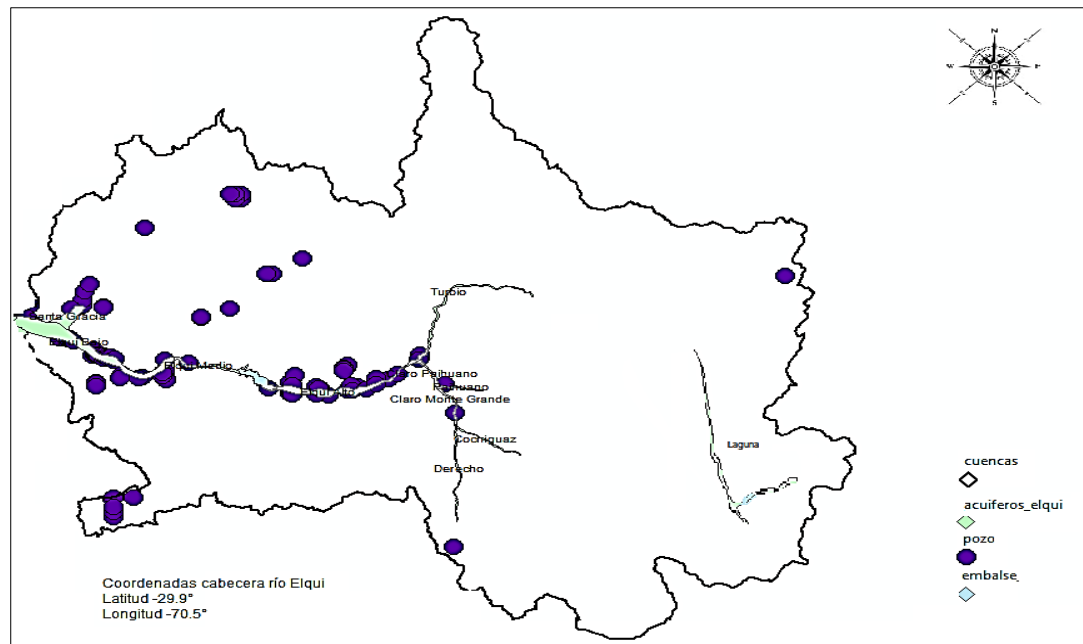 N
W
S
Santa Gracia
Elqui Bajo
Elqui Medio
Elqui Alto
Turbio
Claro Paihuano
Paihuano
Claro Monte Grande
Cochiguaz
Derecho
Laguna
cuencas
acuiferos_elqui
pozo
embalse_
Coordenadas cabecera río Elqui
Latitud -29.9°
Longitud -70.5°